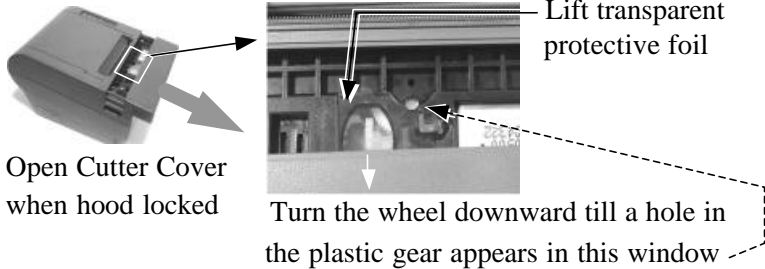 Lift transparent
protective foil
Open Cutter Cover
when hood locked
Turn the wheel downward till a hole in
the plastic gear appears in this window